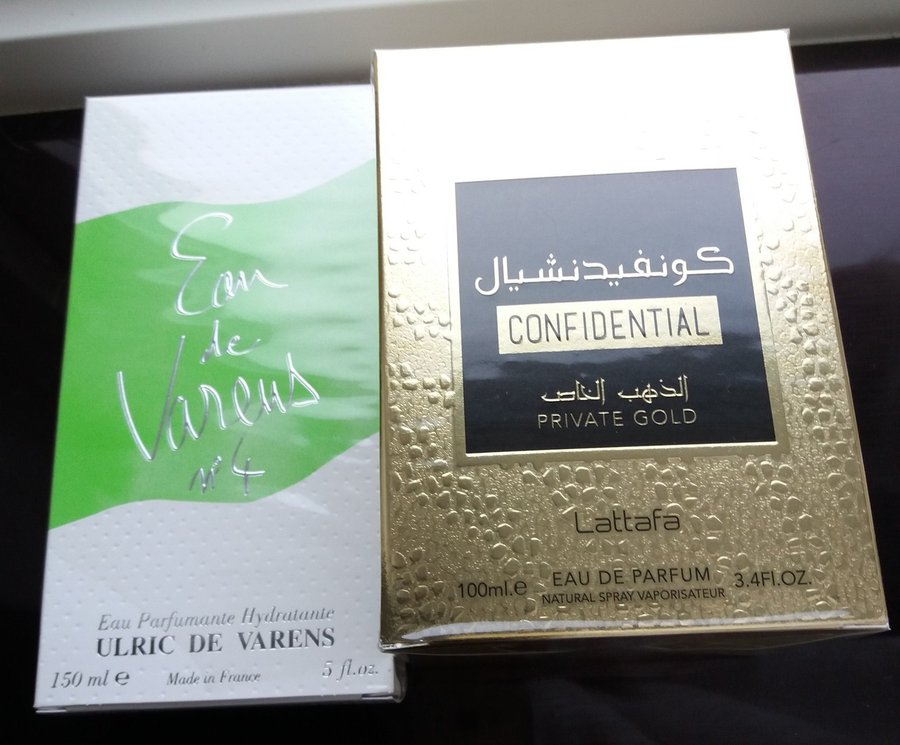 Eau
de
Varens
n°4
Eau Parfumante Hydratante
ULRIC DE VARENS
150 ml e Made in France 5 fl.oz.
كونفيدنشيال
CONFIDENTIAL
الذهب الخاص
PRIVATE GOLD
Lattafa
100ml.e EAU DE PARFUM 3.4Fl.OZ.
NATURAL SPRAY VAPORISATEUR